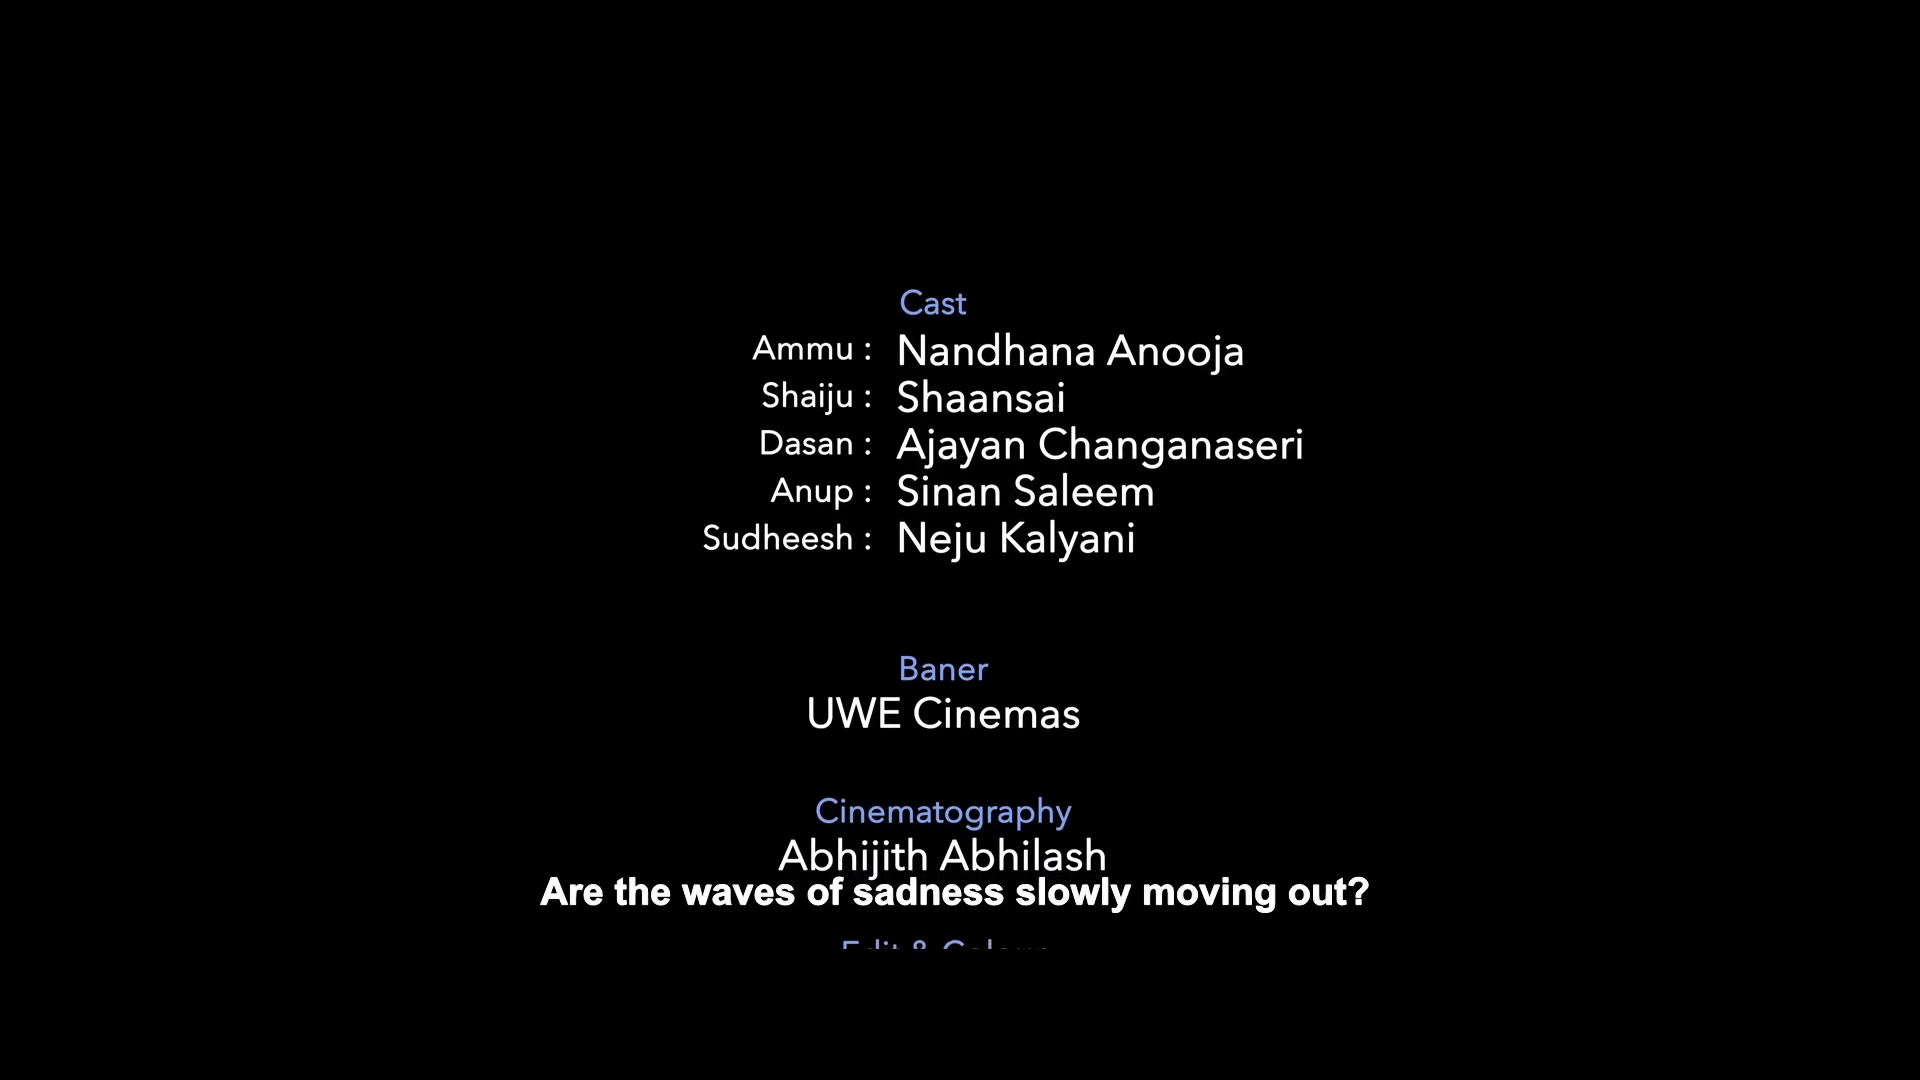 Cast
Ammu : Nandhana Anooja
Shaiju : Shaansai
Dasan : Ajayan Changanaseri
Anup : Sinan Saleem
Sudheesh : Neju Kalyani
Baner
UWE Cinemas
Cinematography
Abhijith Abhilash
Are the waves of sadness slowly moving out?
Edit &